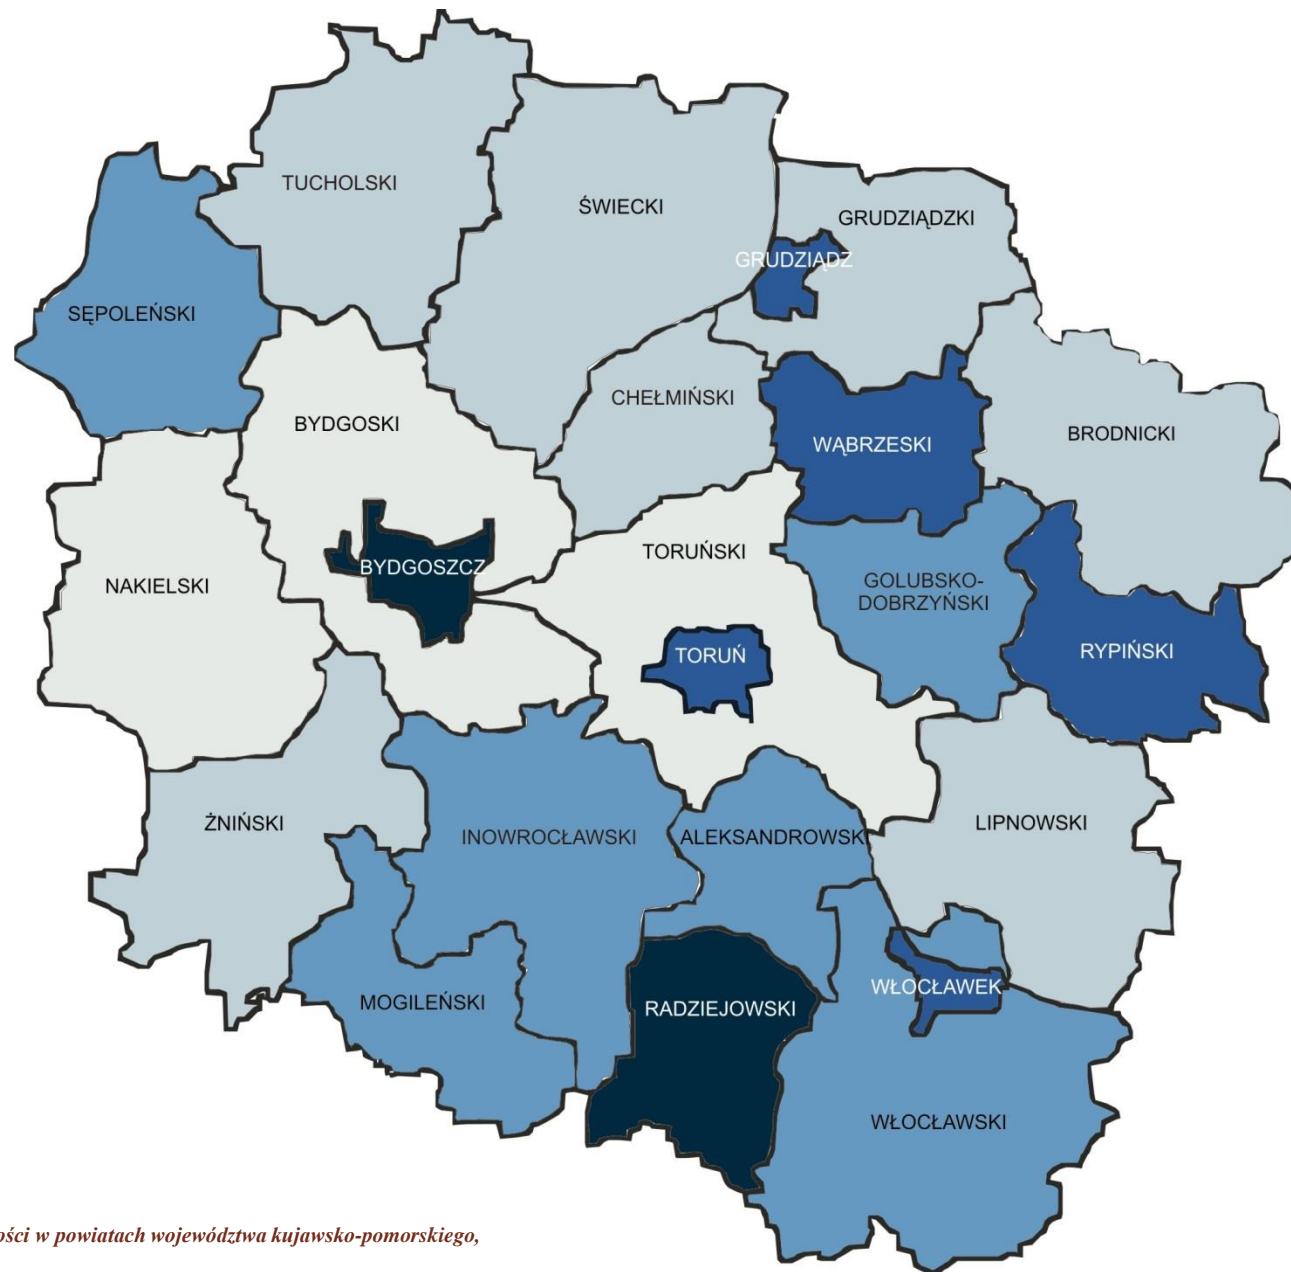 TUCHOLSKI
ŚWIECKI
GRUDZIĄDZKI
GRUDZIĄDZ
SĘPOLEŃSKI
CHEŁMIŃSKI
BYDGOSKI
WĄBRZESKI
BRODNICKI
TORUŃSKI
BYDGOSZCZ
NAKIELSKI
GOLUBSKO-
DOBRZYŃSKI
TORUŃ
RYPIŃSKI
ŻNIŃSKI
INOWROCŁAWSKI
ALEKSANDROWSK
LIPNOWSKI
WŁOCŁAWEK
MOGILEŃSKI
RADZIEJOWSKI
WŁOCŁAWSKI
ości w powiatach województwa kujawsko-pomorskiego,